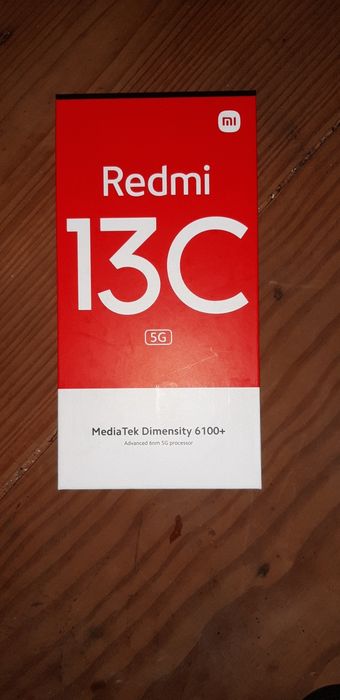 mi
Redmi
13C
5G
MediaTek Dimensity 6100+
Advanced 6nm 5G processor